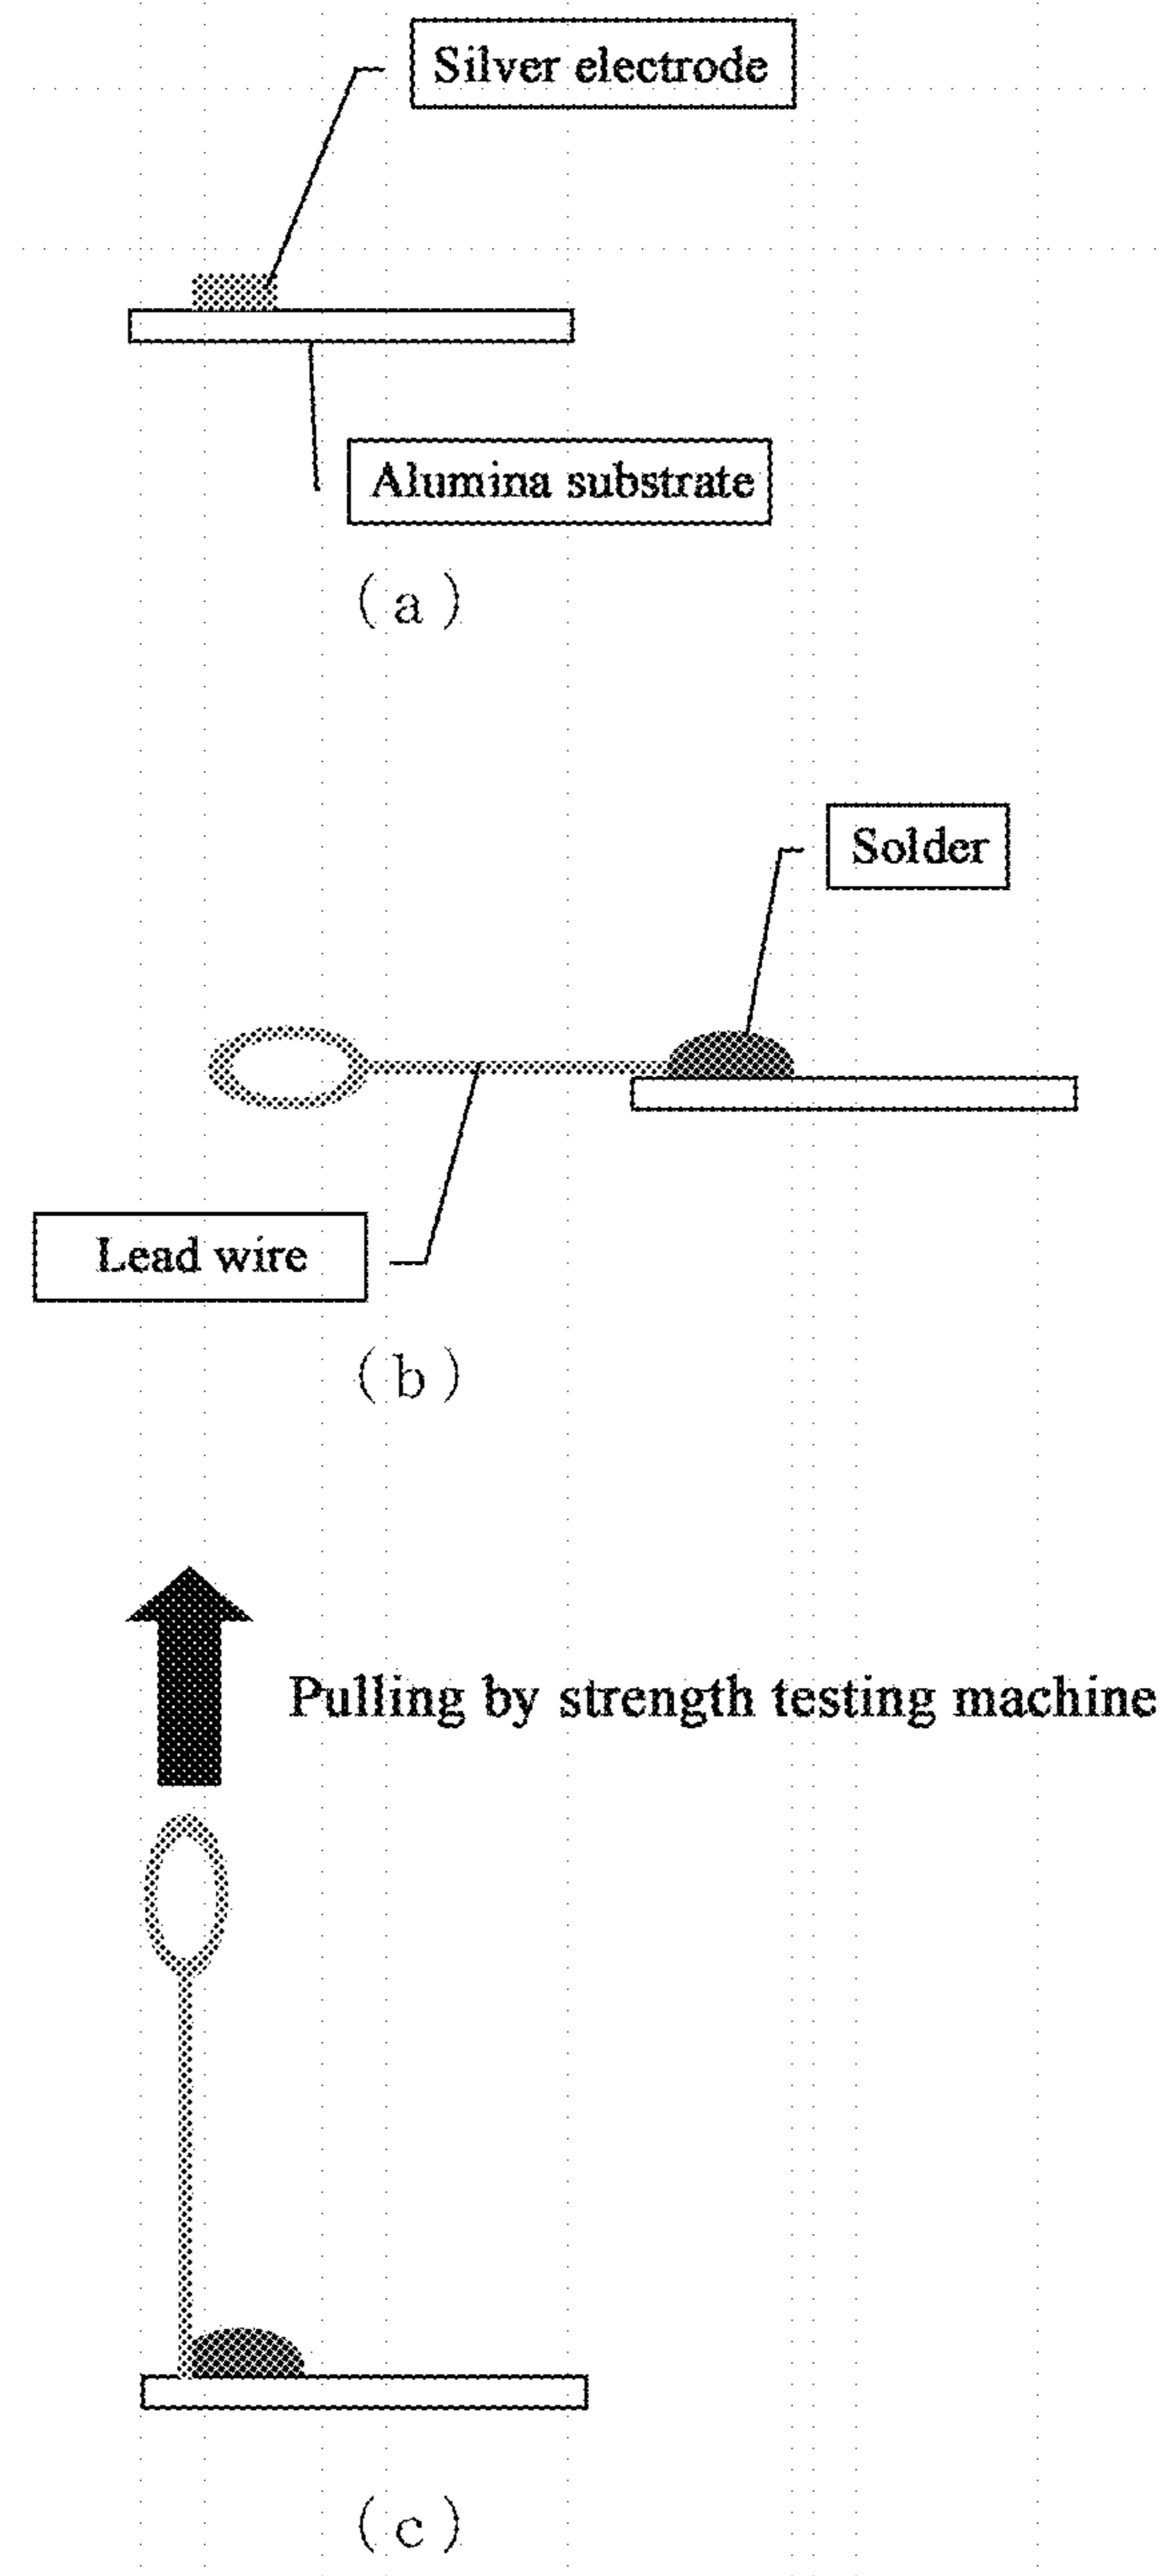 Silver electrode
Alumina substrate
(a)
Solder
Lead wire
(b)
Pulling by strength testing machine
(c)